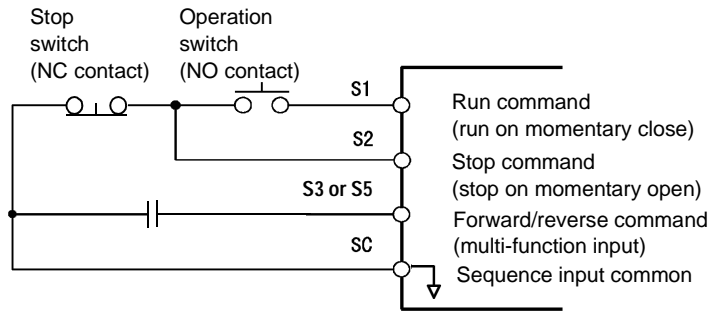 Stop
switch
(NC contact)
Operation
switch
(NO contact)
S1
Run command
(run on momentary close)
S2
Stop command
(stop on momentary open)
S3 or S5
Forward/reverse command
(multi-function input)
SC
Sequence input common